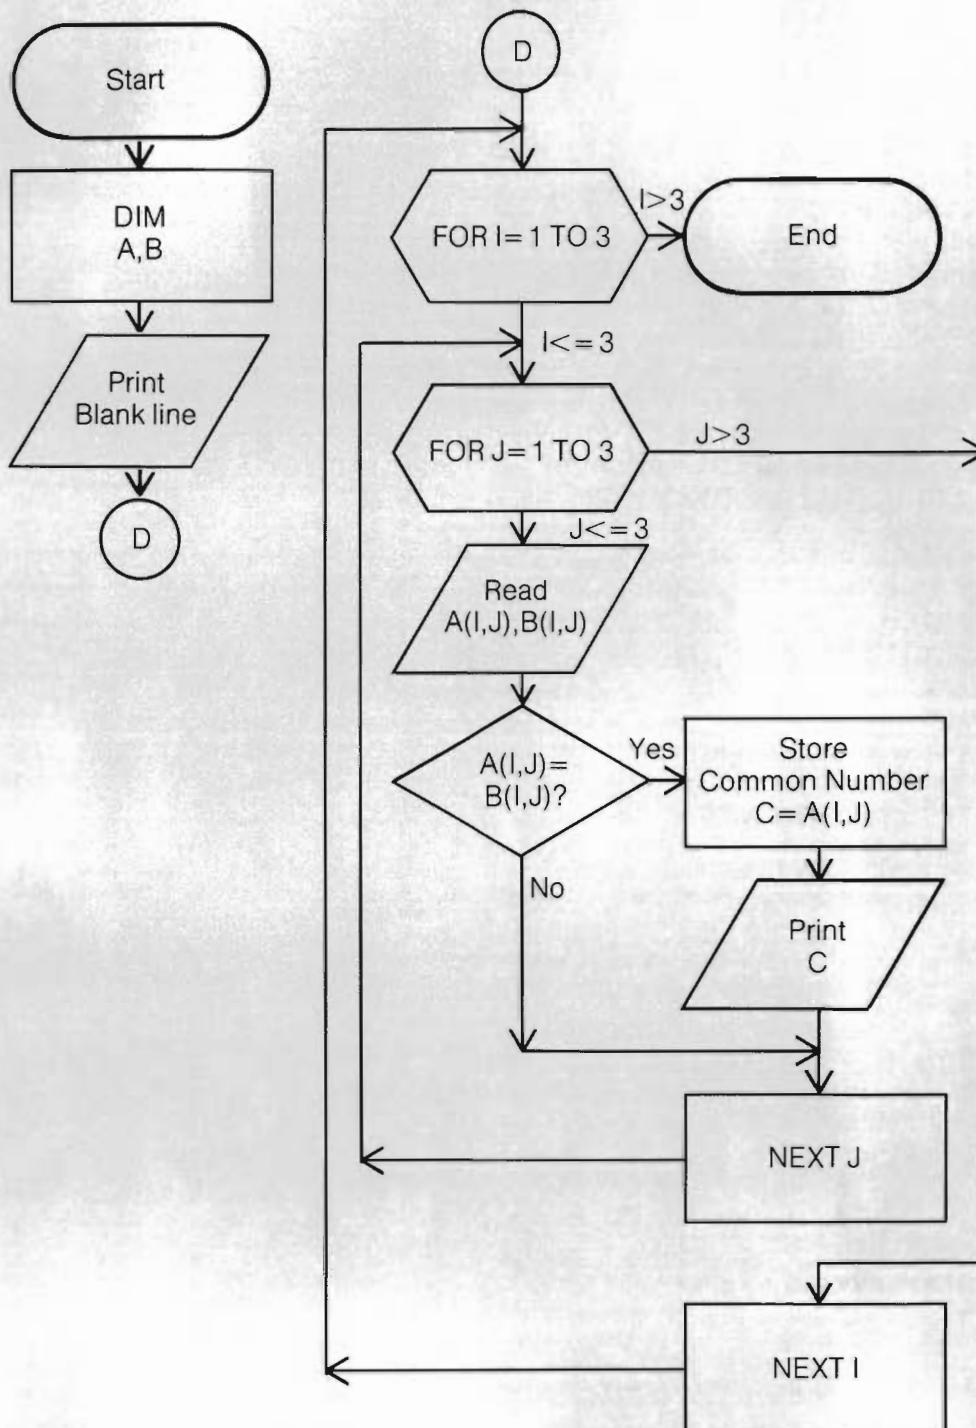 Start
DIM
A,B
Print
Blank line
D
D
FOR I=1 TO 3
I>3
End
I<=3
FOR J=1 TO 3
J>3
J<=3
Read
A(I,J),B(I,J)
A(I,J)=
B(I,J)?
Yes
Store
Common Number
C=A(I,J)
No
Print
C
NEXT J
NEXT I